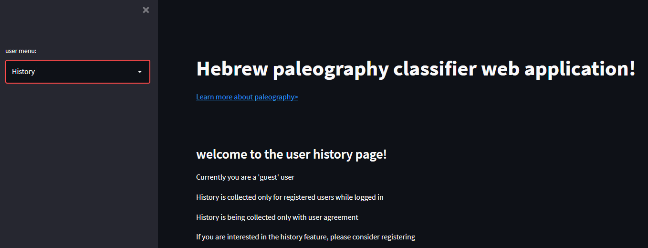 user menu:
History
Hebrew paleography classifier web application!
Learn more about paleography>
welcome to the user history page!
Currently you are a 'guest' user
History is collected only for registered users while logged in
History is being collected only with user agreement
If you are interested in the history feature, please consider registering